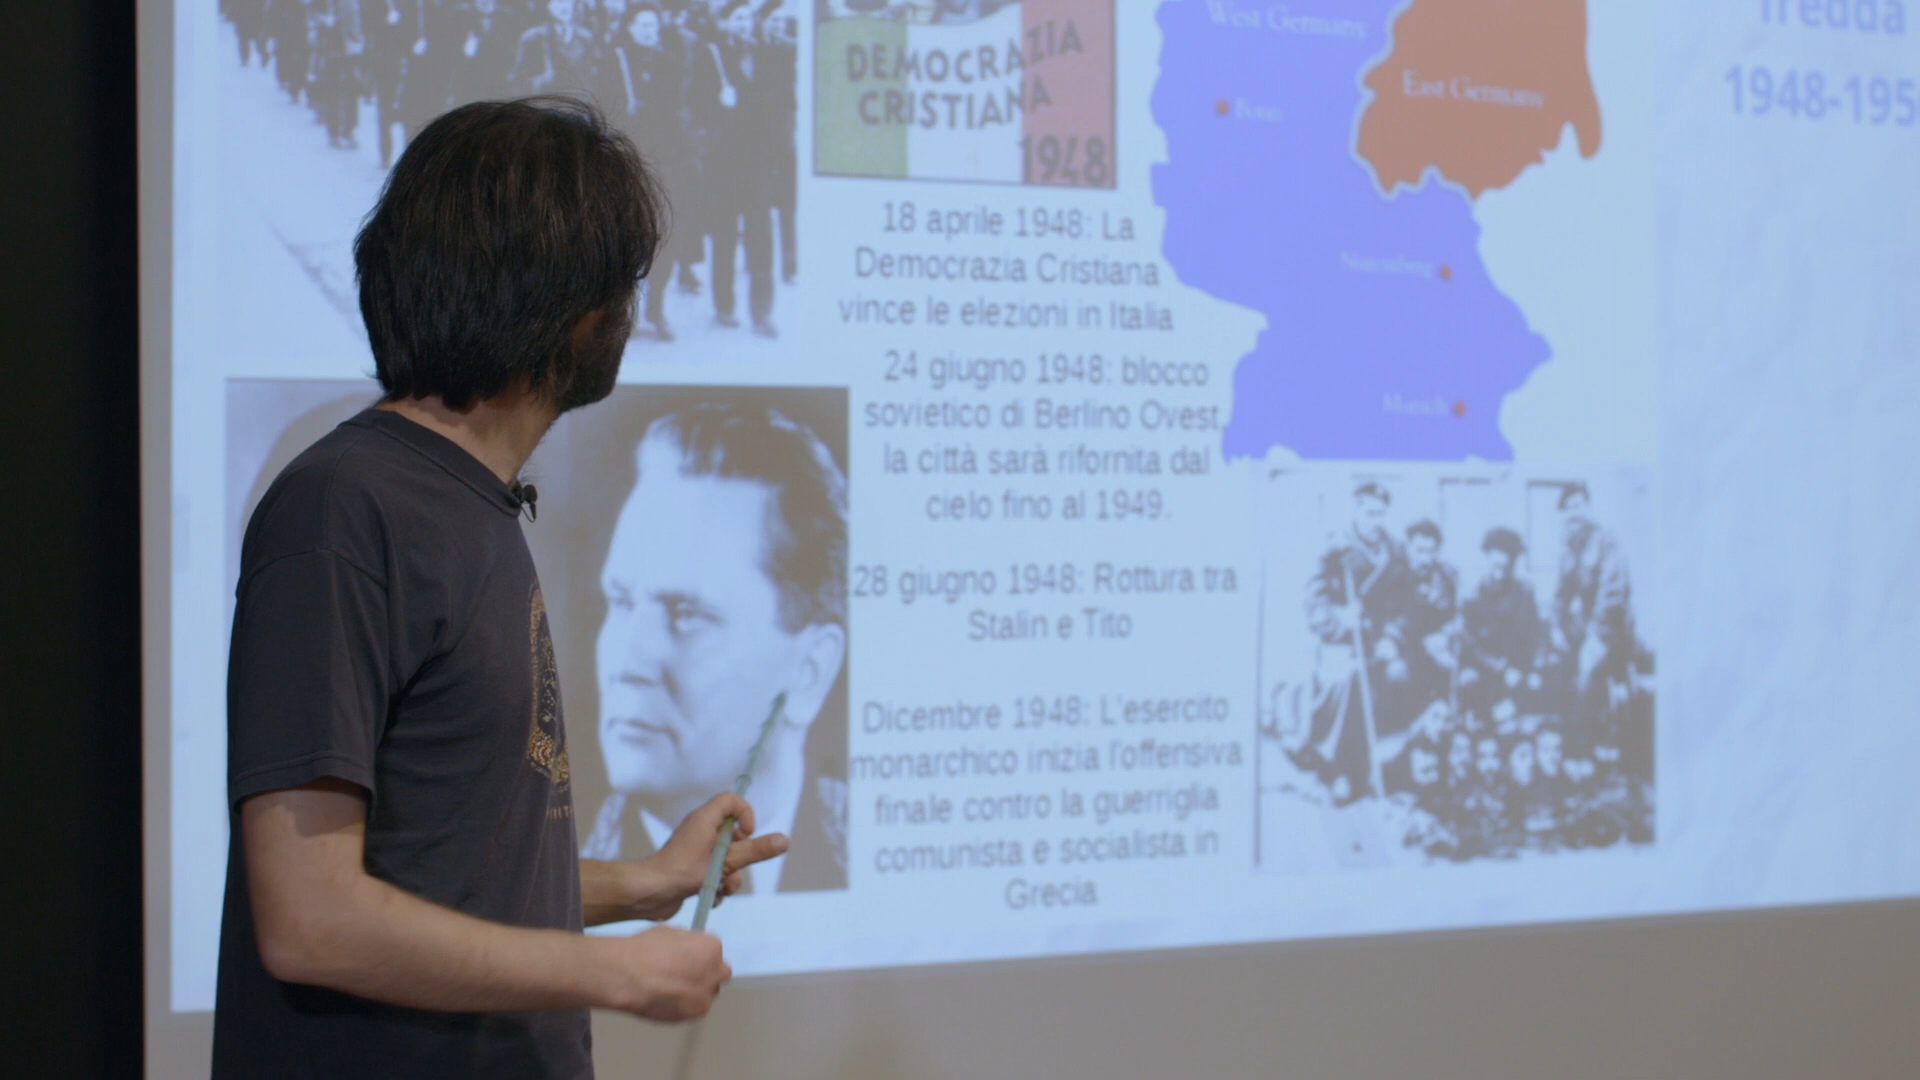 DEMOCRAZIA
CRISTIANA
1948
18 aprile 1948: La
Democrazia Cristiana
vince le elezioni in Italia
24 giugno 1948: blocco
sovietico di Berlino Ovest,
la città sarà rifornita dal
cielo fino al 1949.
28 giugno 1948: Rottura tra
Stalin e Tito
Dicembre 1948: L'esercito
monarchico inizia l'offensiva
finale contro la guerriglia
comunista e socialista in
Grecia
West Germany
East Germany
Bonn
Nuremberg
Munich
fredda
1948-195